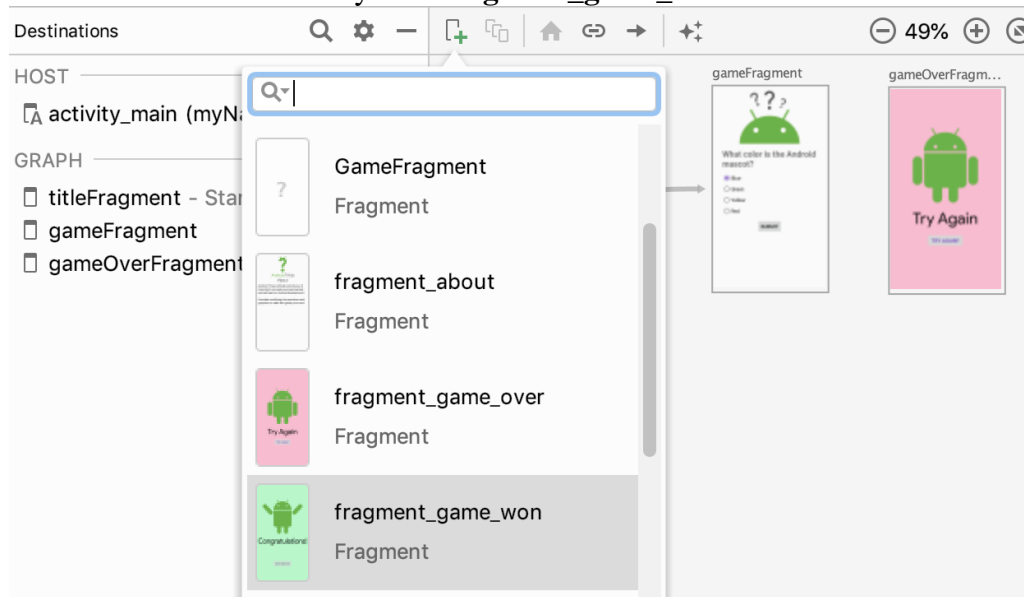 Destinations
49%
HOST
activity_main (myNa
GRAPH
titleFragment – Star
gameFragment
gameOverFragment
GameFragment
Fragment
fragment_about
Fragment
fragment_game_over
Fragment
Try Again
fragment_game_won
Fragment
Congratulations!
gameFragment
???
What color is the Android
mascot?
Blue
Green
Yellow
Red
SUBMIT
gameOverFragm...
Try Again
TRY AGAIN